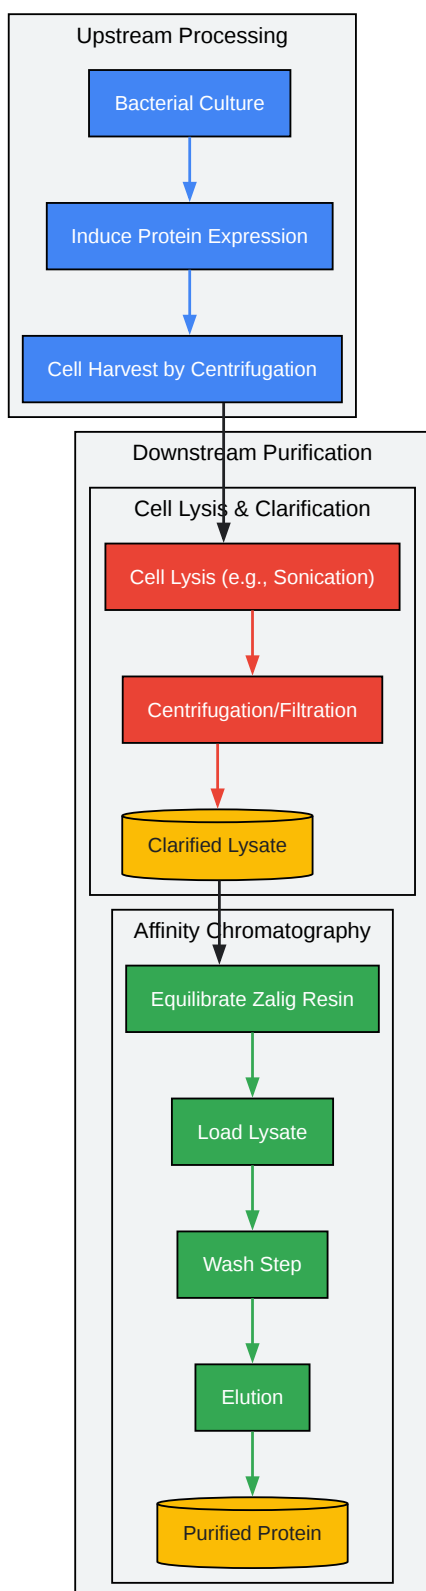 Upstream Processing
Bacterial Culture
Induce Protein Expression
Cell Harvest by Centrifugation
Downstream Purification
Cell Lysis & Clarification
Cell Lysis (e.g., Sonication)
Centrifugation/Filtration
Clarified Lysate
Affinity Chromatography
Equilibrate Zalig Resin
Load Lysate
Wash Step
Elution
Purified Protein